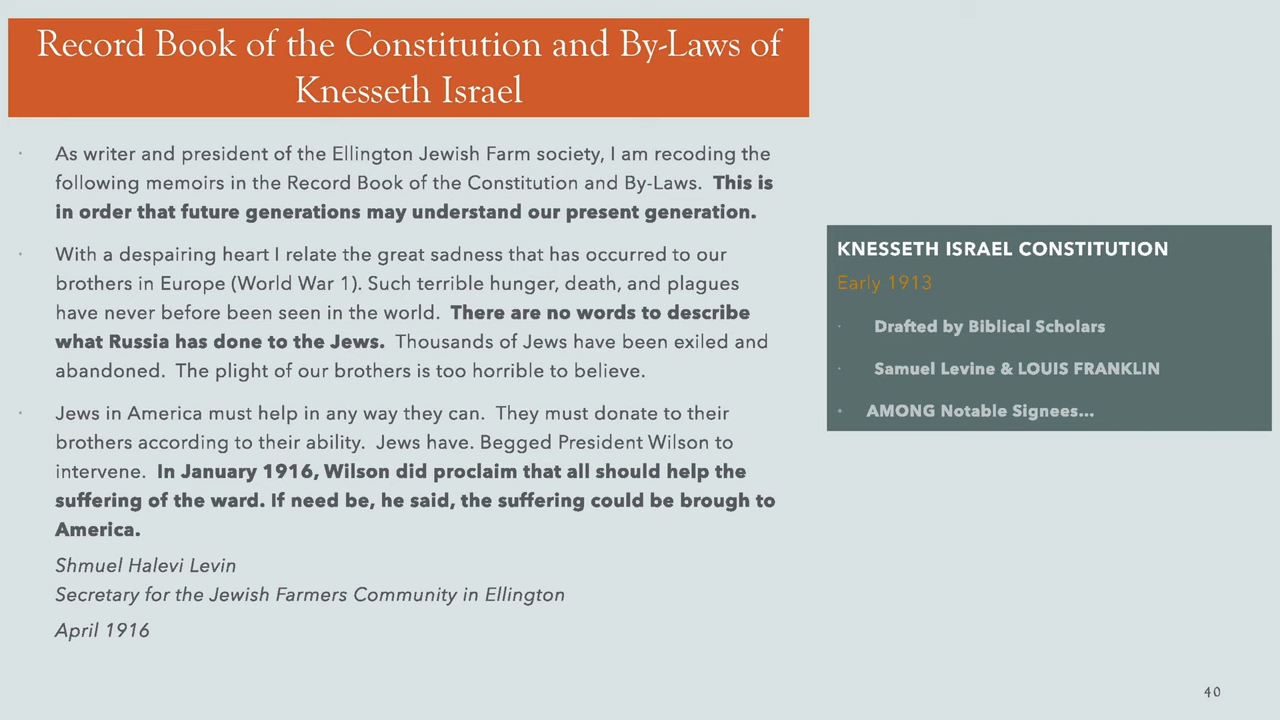 Record Book of the Constitution and By-Laws of
Knesseth Israel
· As writer and president of the Ellington Jewish Farm society, I am recoding the
following memoirs in the Record Book of the Constitution and By-Laws. This is
in order that future generations may understand our present generation.
· With a despairing heart I relate the great sadness that has occurred to our
brothers in Europe (World War 1). Such terrible hunger, death, and plagues
have never before been seen in the world. There are no words to describe
what Russia has done to the Jews. Thousands of Jews have been exiled and
abandoned. The plight of our brothers is too horrible to believe.
· Jews in America must help in any way they can. They must donate to their
brothers according to their ability. Jews have. Begged President Wilson to
intervene. In January 1916, Wilson did proclaim that all should help the
suffering of the ward. If need be, he said, the suffering could be brough to
America.
Shmuel Halevi Levin
Secretary for the Jewish Farmers Community in Ellington
April 1916
KNESSETH ISRAEL CONSTITUTION
Early 1913
· Drafted by Biblical Scholars
· Samuel Levine & LOUIS FRANKLIN
• AMONG Notable Signees...
40